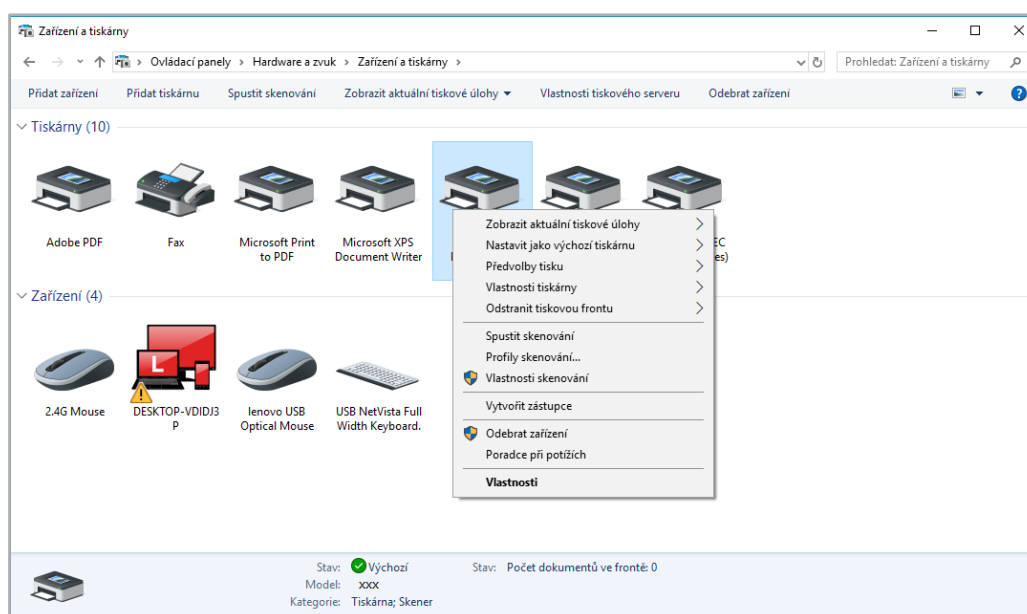 Zařízení a tiskárny
Ovládací panely › Hardware a zvuk › Zařízení a tiskárny ›
Prohledat: Zařízení a tiskárny
Přidat zařízení Přidat tiskárnu Spustit skenování Zobrazit aktuální tiskové úlohy Vlastnosti tiskového serveru Odebrat zařízení
Tiskárny (10)
Adobe PDF
Fax
Microsoft Print
to PDF
Microsoft XPS
Document Writer
Zobrazit aktuální tiskové úlohy
Nastavit jako výchozí tiskárnu
Předvolby tisku
Vlastnosti tiskárny
Odstranit tiskovou frontu
Spustit skenování
Profily skenování...
Vlastnosti skenování
Vytvořit zástupce
Odebrat zařízení
Poradce při potížích
Vlastnosti
Zařízení (4)
L
2.4G Mouse
DESKTOP-VDIDJ3
P
lenovo USB
Optical Mouse
USB NetVista Full
Width Keyboard.
Stav: Výchozí Stav: Počet dokumentů ve frontě: 0
Model: xxx
Kategorie: Tiskárna; Skener